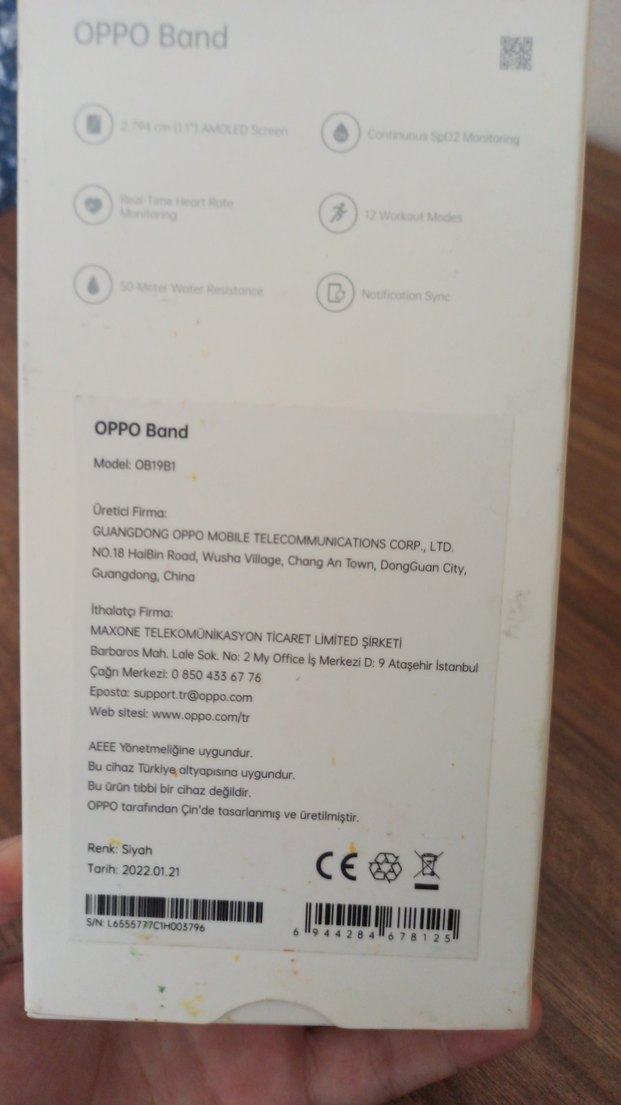 OPPO Band
2.794 cm (1.1") AMOLED Screen
Continuous SpO2 Monitoring
Real-Time Heart Rate
Monitoring
12 Workout Modes
50-Meter Water Resistance
Notification Sync
OPPO Band
Model: OB19B1
Üretici Firma:
GUANGDONG OPPO MOBILE TELECOMMUNICATIONS CORP., LTD.
NO.18 HaiBin Road, Wusha Village, Chang An Town, DongGuan City,
Guangdong, China
İthalatçı Firma:
MAXONE TELEKOMÜNİKASYON TİCARET LİMİTED ŞİRKETİ
Barbaros Mah. Lale Sok. No: 2 My Office İş Merkezi D: 9 Ataşehir İstanbul
Çağrı Merkezi: 0 850 433 67 76
Eposta: support.tr@oppo.com
Web sitesi: www.oppo.com/tr
AEEE Yönetmeliğine uygundur.
Bu cihaz Türkiye altyapısına uygundur.
Bu ürün tıbbi bir cihaz değildir.
OPPO tarafından Çin'de tasarlanmış ve üretilmiştir.
Renk: Siyah
Tarih: 2022.01.21
CE
S/N: L6555777C1H003796
6 944284 678125